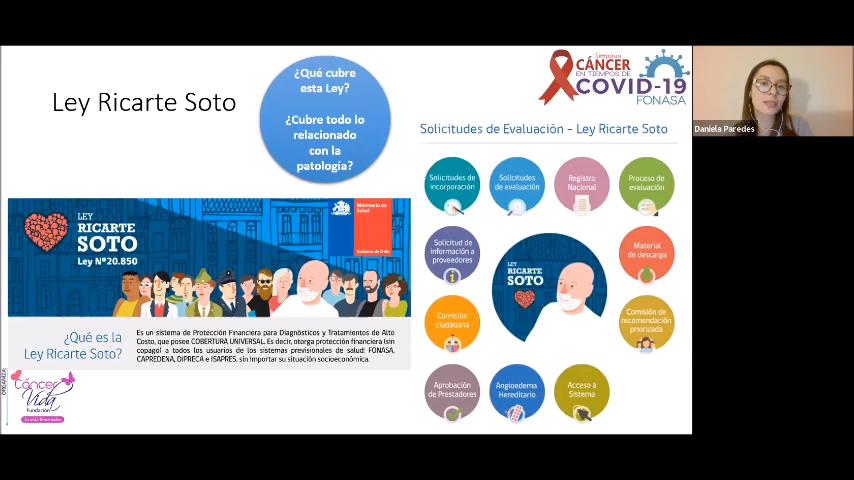 Ley Ricarte Soto
¿Qué cubre
esta Ley?
¿Cubre todo lo
relacionado
con la
patología?
Simposio
CÁNCER
EN TIEMPOS DE
COVID-19
FONASA
Daniela Paredes
Solicitudes de Evaluación - Ley Ricarte Soto
Solicitudes de
incorporación
Solicitudes
de evaluación
Registro
Nacional
Proceso de
evaluación
Solicitud de
información a
proveedores
LEY
RICARTE
SOTO
Material
de descarga
Comisión
ciudadana
Comisión de
recomendación
priorizada
Aprobación
de Prestadores
Angioedema
Hereditario
Acceso a
Sistema
LEY
RICARTE
SOTO
Ley N°20.850
Ministerio de
Salud
Gobierno de Chile
¿Qué es la
Ley Ricarte Soto?
Es un sistema de Protección Financiera para Diagnósticos y Tratamientos de Alto
Costo, que posee COBERTURA UNIVERSAL. Es decir, otorga protección financiera (sin
copago) a todos los usuarios de los sistemas previsionales de salud: FONASA,
CAPREDENA, DIPRECA e ISAPRES, sin importar su situación socioeconómica.
ORGANIZA:
Cáncer
Vida
Fundación